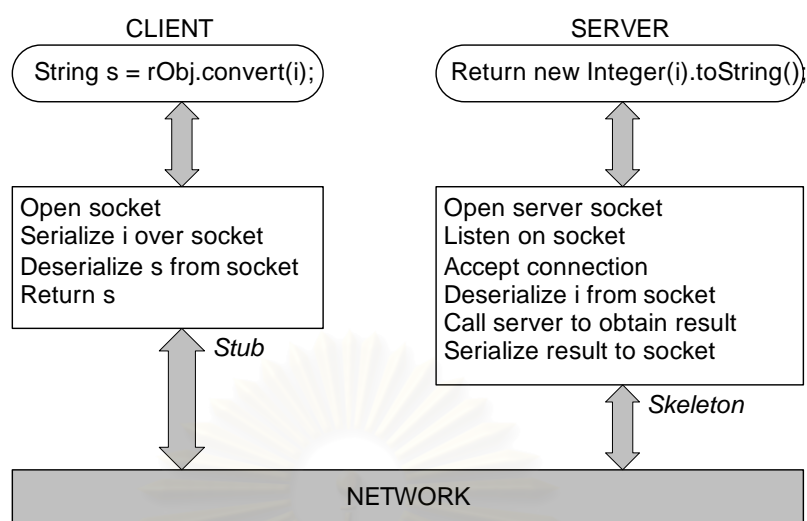 CLIENT
String s = rObj.convert(i);
Open socket
Serialize i over socket
Deserialize s from socket
Return s
Stub
SERVER
Return new Integer(i).toString();
Open server socket
Listen on socket
Accept connection
Deserialize i from socket
Call server to obtain result
Serialize result to socket
Skeleton
NETWORK